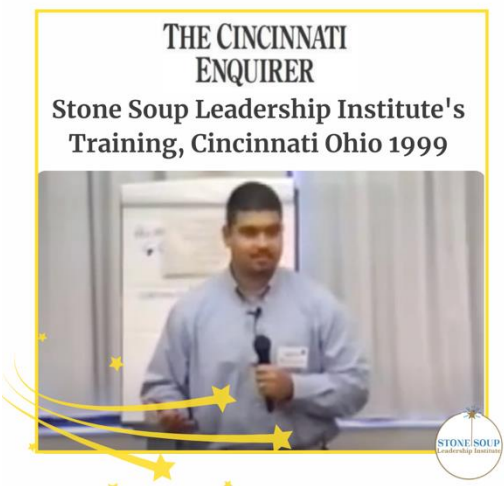 THE CINCINNATI
ENQUIRER
Stone Soup Leadership Institute's
Training, Cincinnati Ohio 1999
STONE SOUP
Leadership Institute